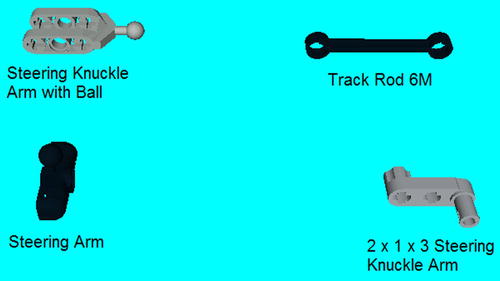 Steering Knuckle
Arm with Ball
Track Rod 6M
Steering Arm
2 x 1 x 3 Steering
Knuckle Arm